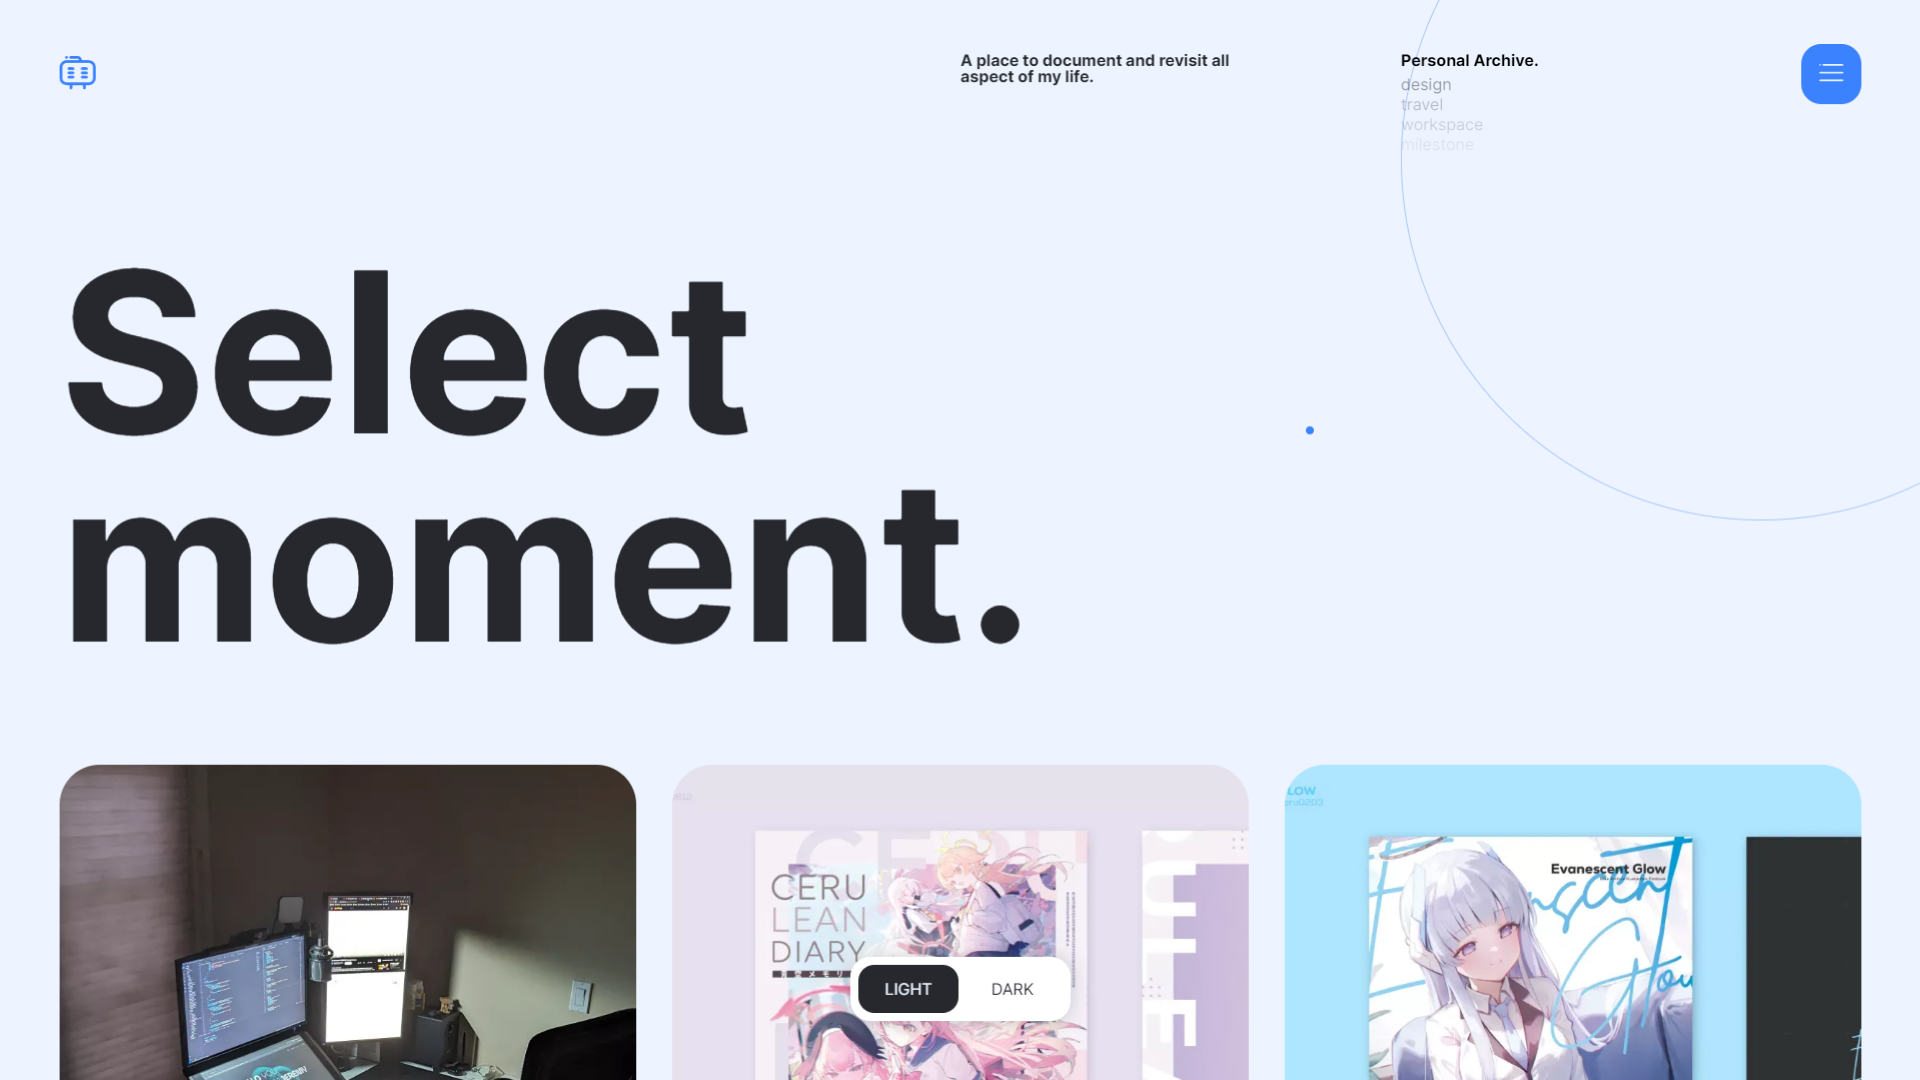 A place to document and revisit all
aspect of my life.
Personal Archive.
design
travel
workspace
milestone
Select
moment.
CERU
LEAN
DIARY
Evanescent Glow
LIGHT
DARK